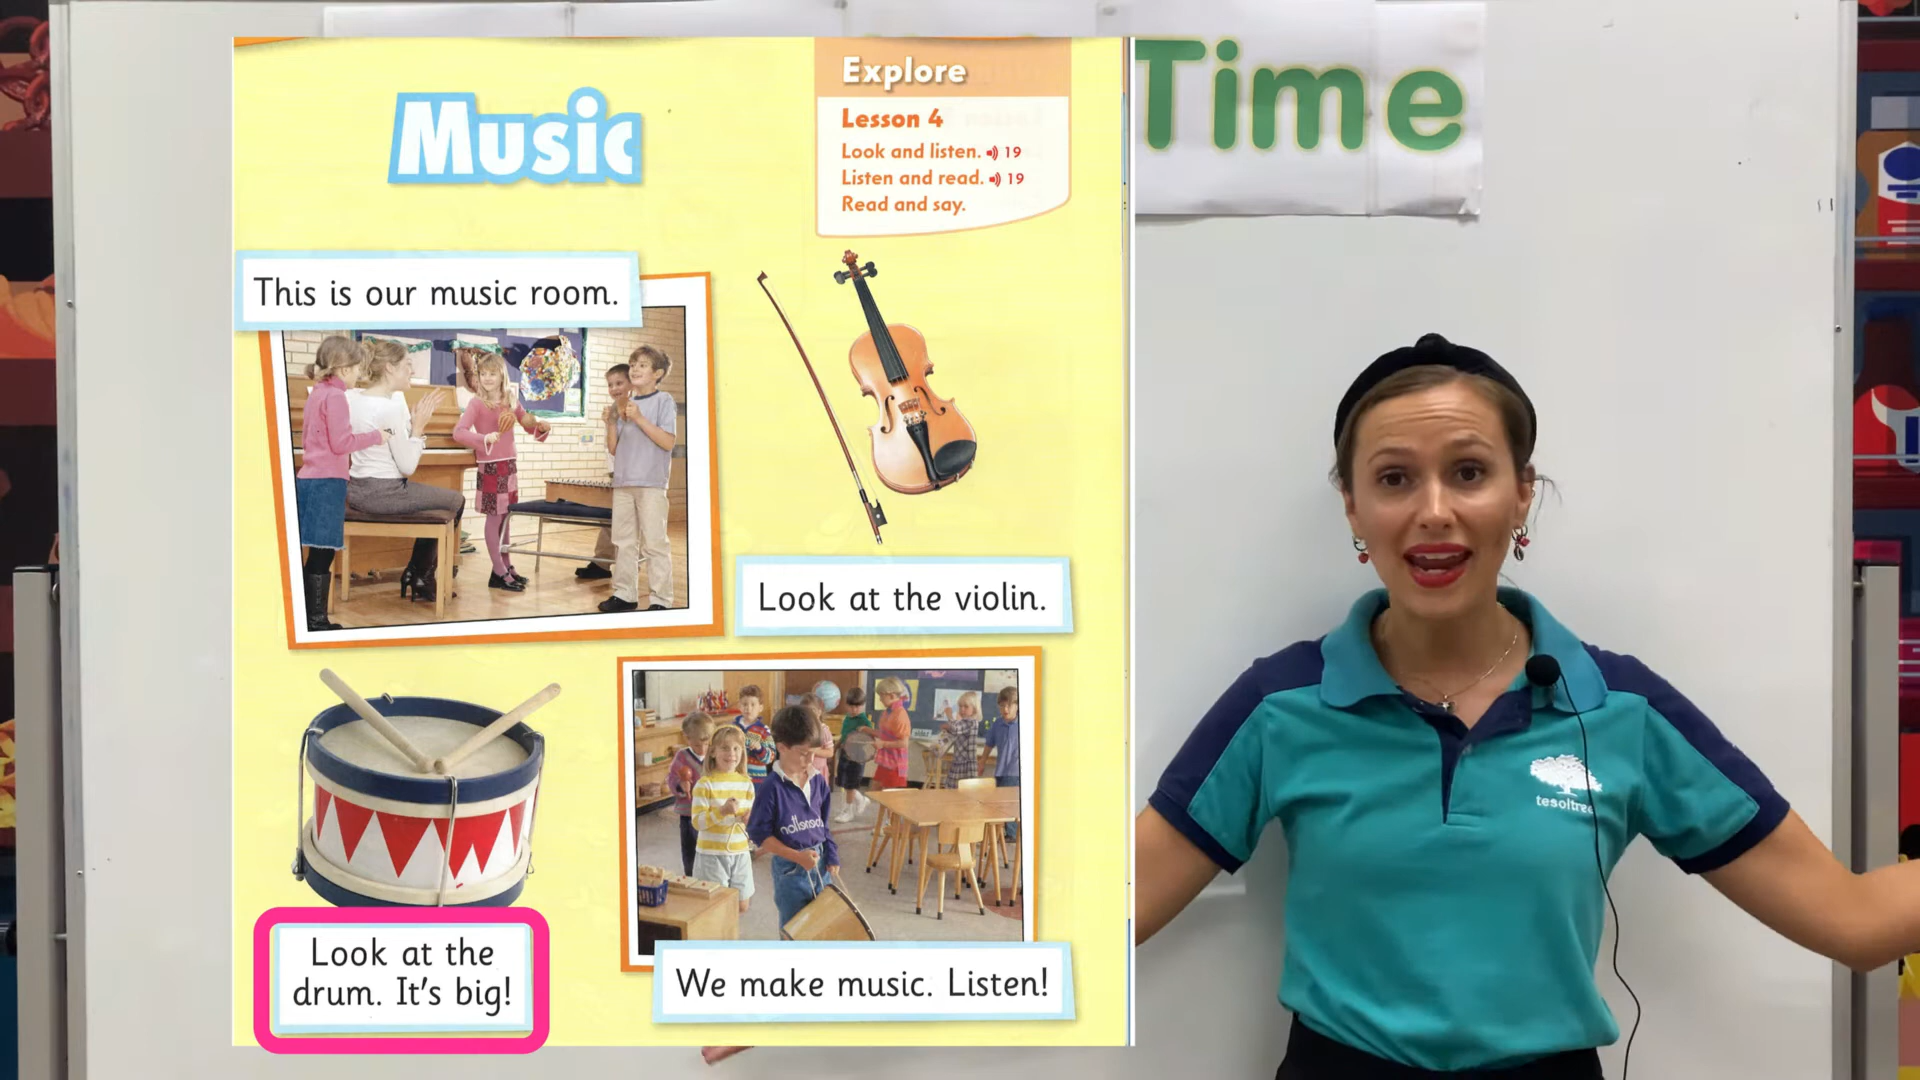 Time
Music
Explore
Lesson 4
Look and listen. 19
Listen and read. 19
Read and say.
This is our music room.
Look at the violin.
Look at the
drum. It's big!
We make music. Listen!
tesoltree